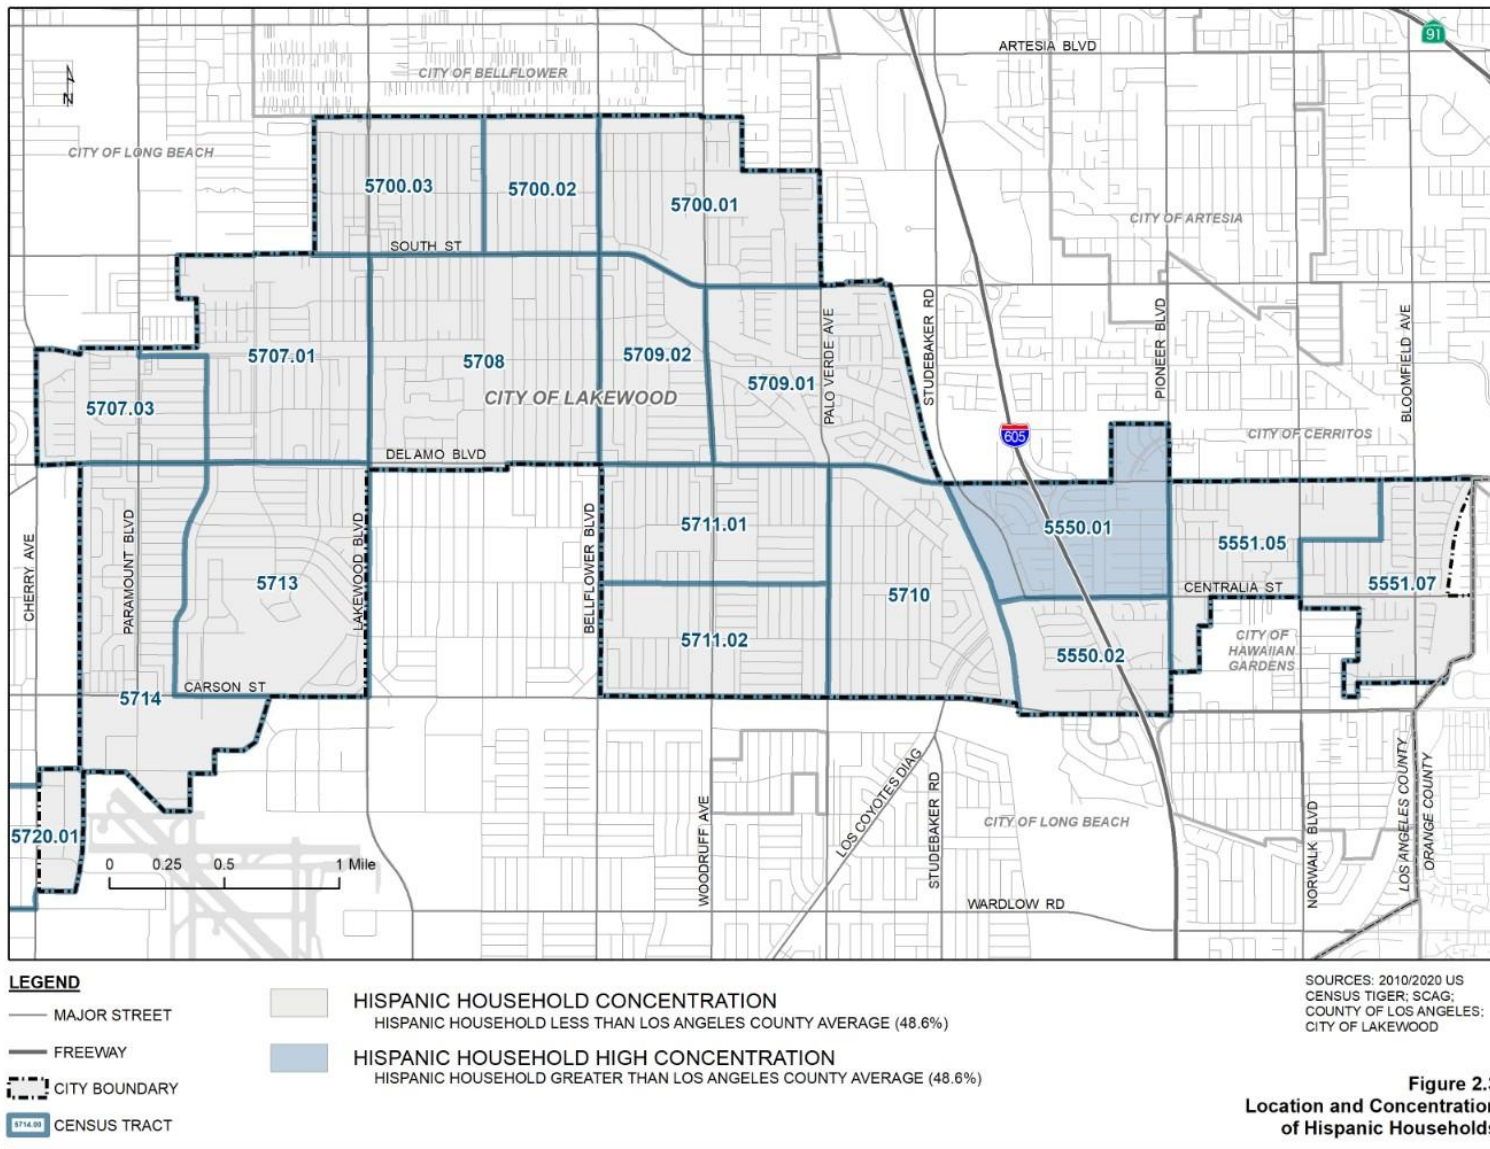 ARTESIA BLVD
91
CITY OF BELLFLOWER
N
CITY OF LONG BEACH
5700.03
5700.02
5700.01
CITY OF ARTESIA
SOUTH ST
STUDEBAKER RD
PIONEER BLVD
BLOOMFIELD AVE
PALO VERDE AVE
5707.01
5708
5709.02
5709.01
CITY OF LAKEWOOD
5707.03
605
CITY OF CERRITOS
DEL AMO BLVD
CHERRY AVE
PARAMOUNT BLVD
LAKEWOOD BLVD
BELLFLOWER BLVD
5711.01
5550.01
5551.05
5713
5710
CENTRALIA ST
5551.07
5711.02
5550.02
CITY OF
HAWAIIAN
GARDENS
CARSON ST
5714
LOS COYOTES DIAG
STUDEBAKER RD
WOODRUFF AVE
NORWALK BLVD
LOS ANGELES COUNTY
ORANGE COUNTY
5720.01
CITY OF LONG BEACH
0 0.25 0.5 1 Mile
WARDLOW RD
LEGEND
MAJOR STREET
FREEWAY
CITY BOUNDARY
5714.00
CENSUS TRACT
HISPANIC HOUSEHOLD CONCENTRATION
HISPANIC HOUSEHOLD LESS THAN LOS ANGELES COUNTY AVERAGE (48.6%)
HISPANIC HOUSEHOLD HIGH CONCENTRATION
HISPANIC HOUSEHOLD GREATER THAN LOS ANGELES COUNTY AVERAGE (48.6%)
SOURCES: 2010/2020 US
CENSUS TIGER; SCAG;
COUNTY OF LOS ANGELES;
CITY OF LAKEWOOD
Figure 2.3
Location and Concentration
of Hispanic Households